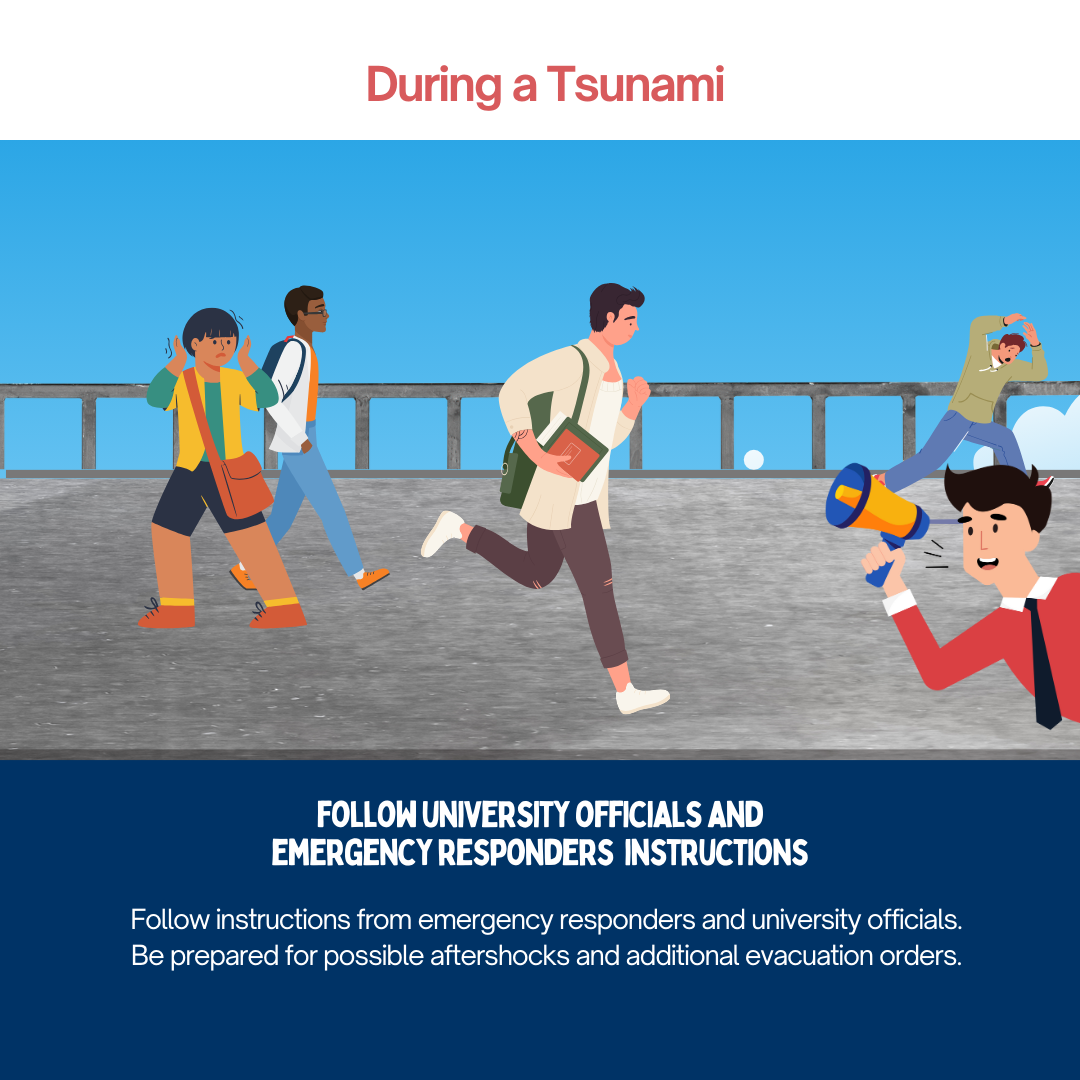 During a Tsunami
FOLLOW UNIVERSITY OFFICIALS AND
EMERGENCY RESPONDERS INSTRUCTIONS
Follow instructions from emergency responders and university officials.
Be prepared for possible aftershocks and additional evacuation orders.